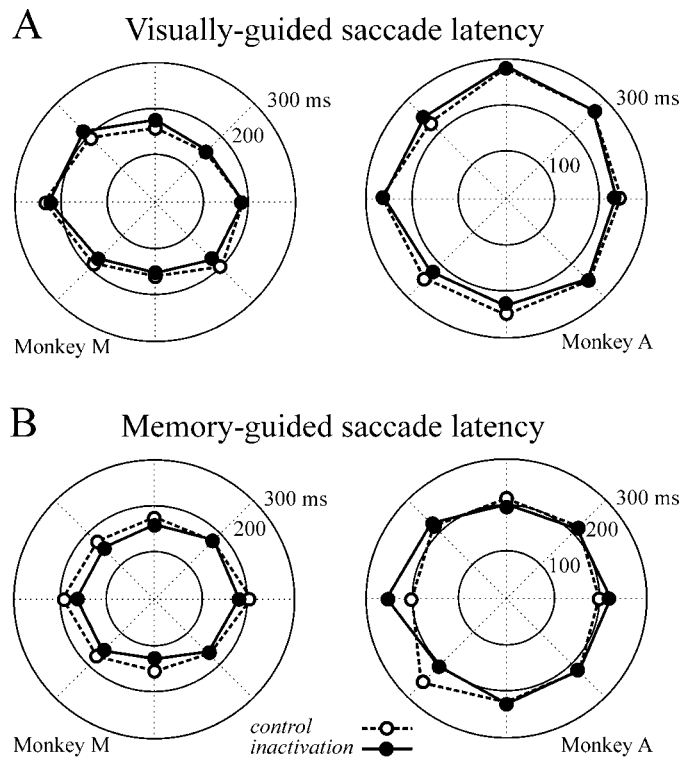 A Visually-guided saccade latency
300 ms
200
Monkey M
300 ms
100
Monkey A
B Memory-guided saccade latency
300 ms
200
Monkey M
300 ms
200
100
Monkey A
control
inactivation